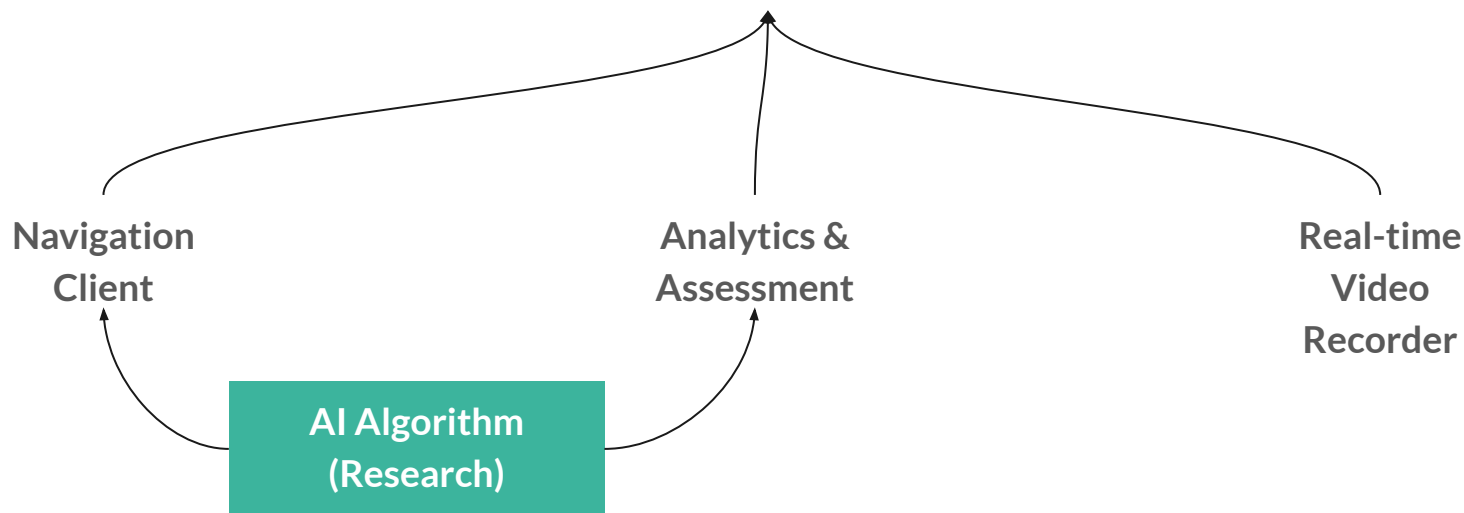 Navigation
Client
Analytics &
Assessment
Real-time
Video
Recorder
AI Algorithm
(Research)